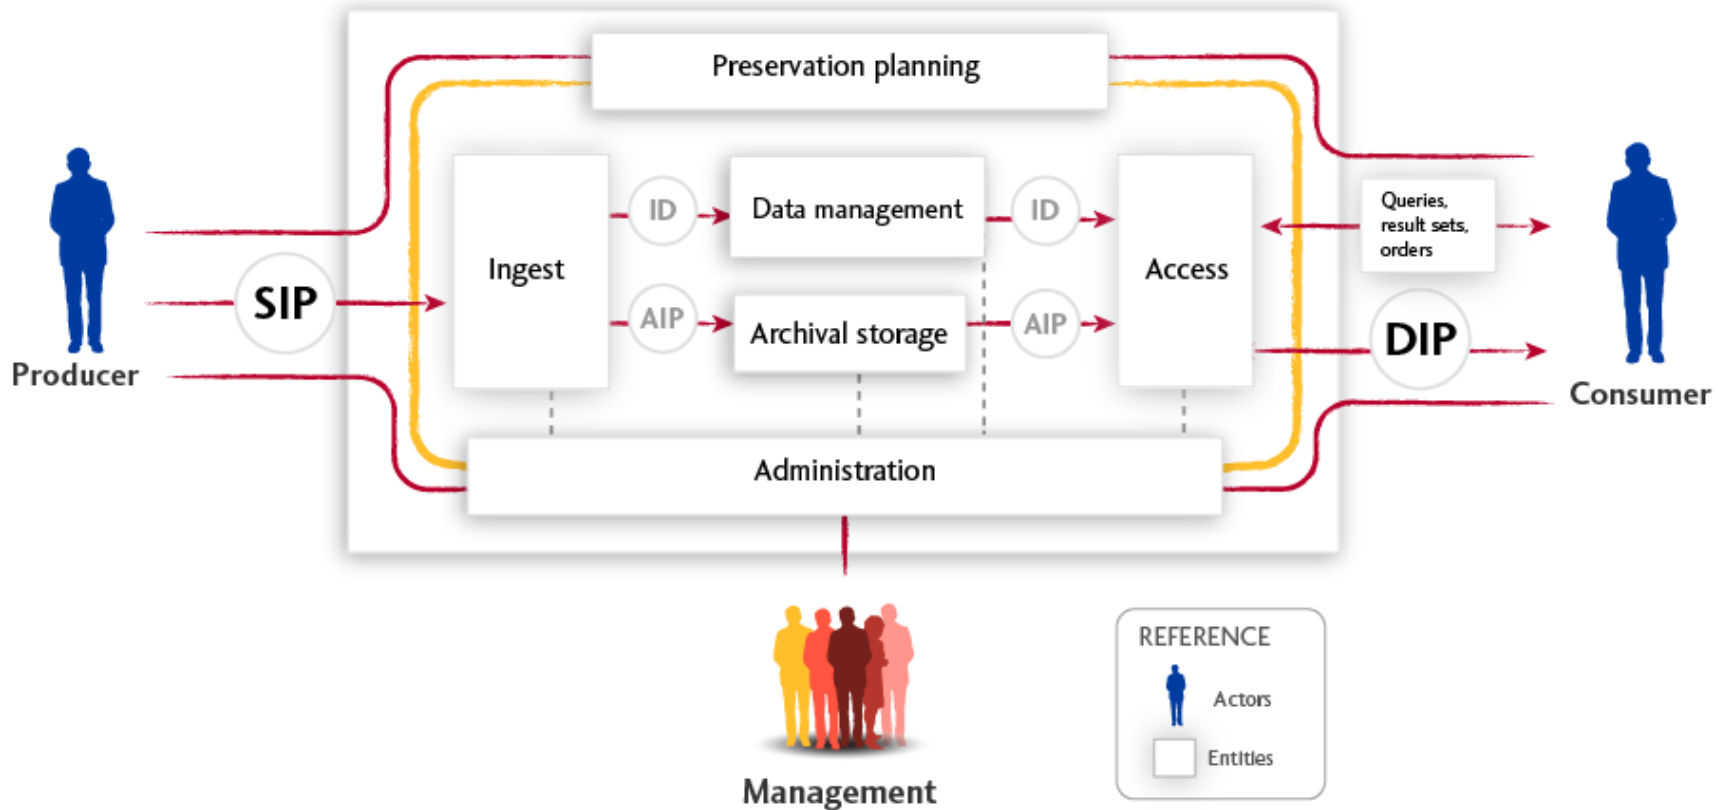 Preservation planning
ID
Data management
ID
Queries,
result sets,
orders
Ingest
Access
SIP
AIP
Archival storage
AIP
DIP
Producer
Consumer
Administration
REFERENCE
Actors
Entities
Management